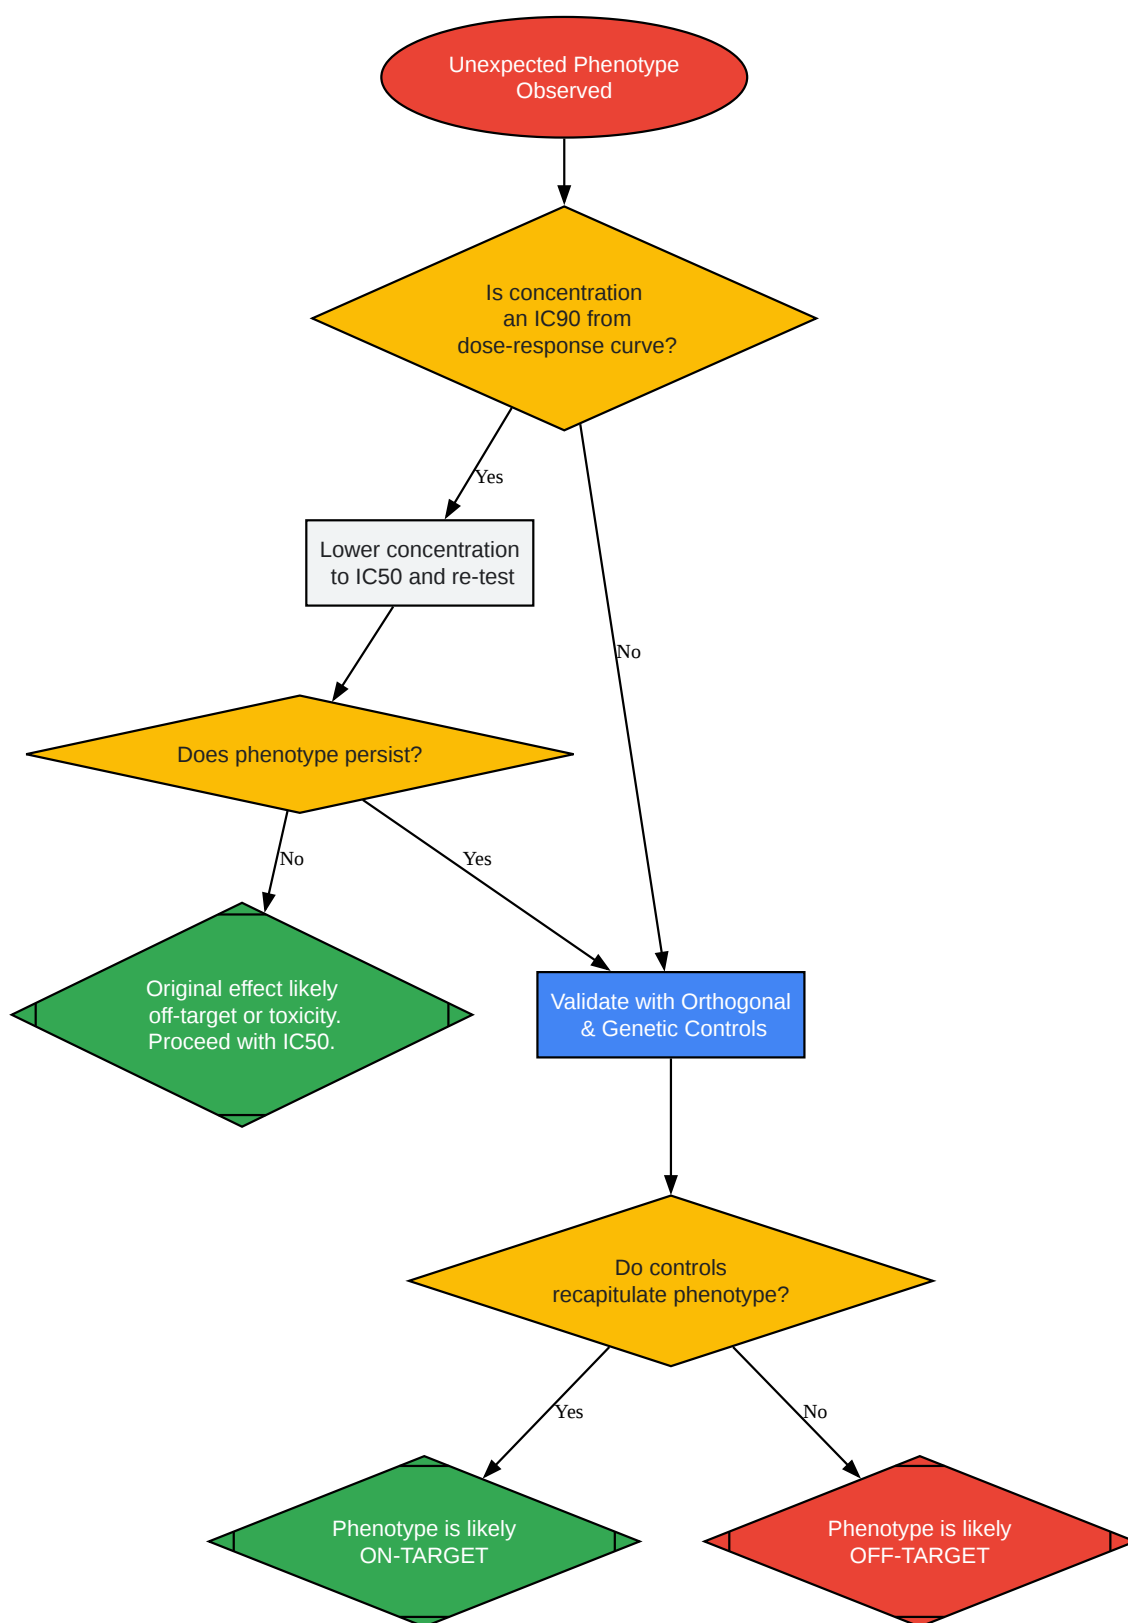 Unexpected Phenotype
Observed
Is concentration
an IC90 from
dose-response curve?
Yes
No
Lower concentration
to IC50 and re-test
Does phenotype persist?
No
Yes
Original effect likely
off-target or toxicity.
Proceed with IC50.
Validate with Orthogonal
& Genetic Controls
Do controls
recapitulate phenotype?
Yes
No
Phenotype is likely
ON-TARGET
Phenotype is likely
OFF-TARGET